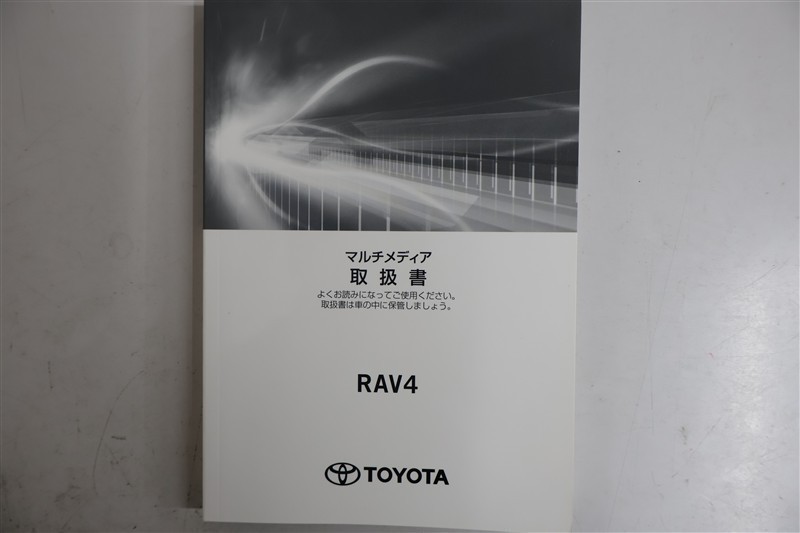 マルチメディア
取扱書
よくお読みになってご使用ください。
取扱書は車の中に保管しましょう。
RAV4
TOYOTA